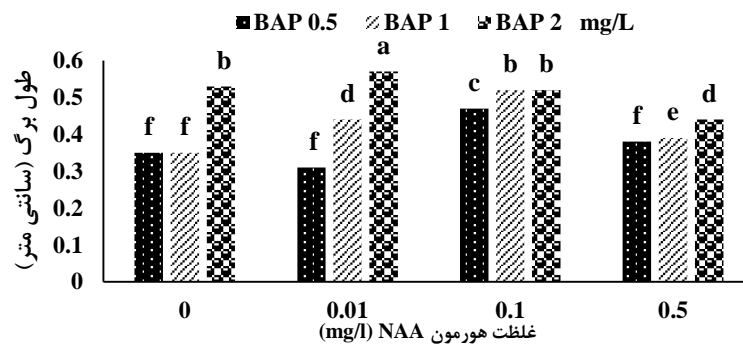 BAP 0.5 BAP 1 BAP 2 mg/L
طول برگ (سانتی متر)
0.6
0.5
0.4
0.3
0.2
0.1
0
f f b
f d a
c b b
f e d
0 0.01 0.1 0.5
غلظت هورمون NAA (mg/l)